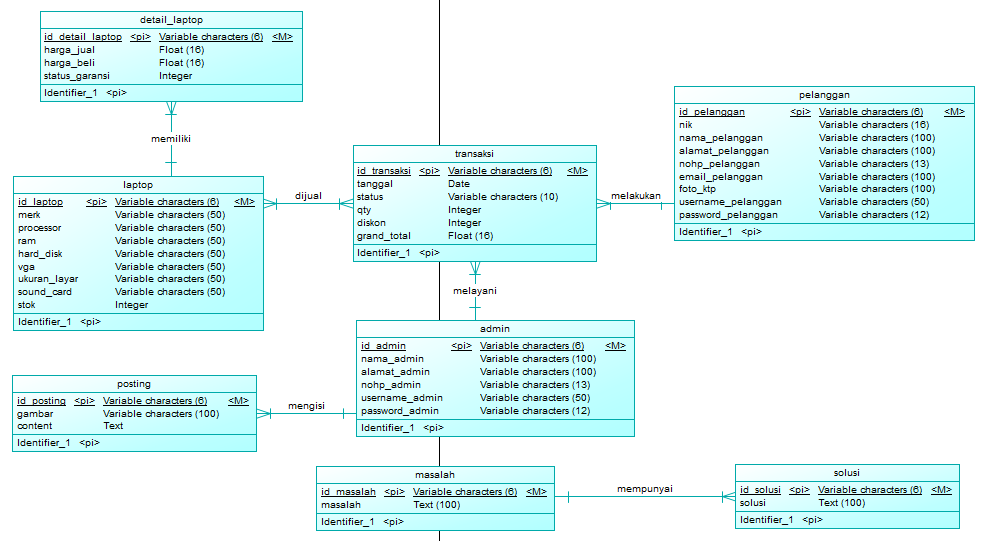 detail_laptop
id_detail_laptop <pi> Variable characters (6) <M>
harga_jual Float (16)
harga_beli Float (16)
status_garansi Integer
Identifier_1 <pi>
memiliki
laptop
id_laptop <pi> Variable characters (6) <M>
merk Variable characters (50)
processor Variable characters (50)
ram Variable characters (50)
hard_disk Variable characters (50)
vga Variable characters (50)
ukuran_layar Variable characters (50)
sound_card Variable characters (50)
stok Integer
Identifier_1 <pi>
dijual
transaksi
id_transaksi <pi> Variable characters (6) <M>
tanggal Date
status Variable characters (10)
qty Integer
diskon Integer
grand_total Float (16)
Identifier_1 <pi>
melakukan
pelanggan
id_pelanggan <pi> Variable characters (6) <M>
nik Variable characters (16)
nama_pelanggan Variable characters (100)
alamat_pelanggan Variable characters (100)
nohp_pelanggan Variable characters (13)
email_pelanggan Variable characters (100)
foto_ktp Variable characters (100)
username_pelanggan Variable characters (50)
password_pelanggan Variable characters (12)
Identifier_1 <pi>
melayani
admin
id_admin <pi> Variable characters (6) <M>
nama_admin Variable characters (100)
alamat_admin Variable characters (100)
nohp_admin Variable characters (13)
username_admin Variable characters (50)
password_admin Variable characters (12)
Identifier_1 <pi>
mengisi
posting
id_posting <pi> Variable characters (6) <M>
gambar Variable characters (100)
content Text
Identifier_1 <pi>
masalah
id_masalah <pi> Variable characters (6) <M>
masalah Text (100)
Identifier_1 <pi>
mempunyai
solusi
id_solusi <pi> Variable characters (6) <M>
solusi Text (100)
Identifier_1 <pi>